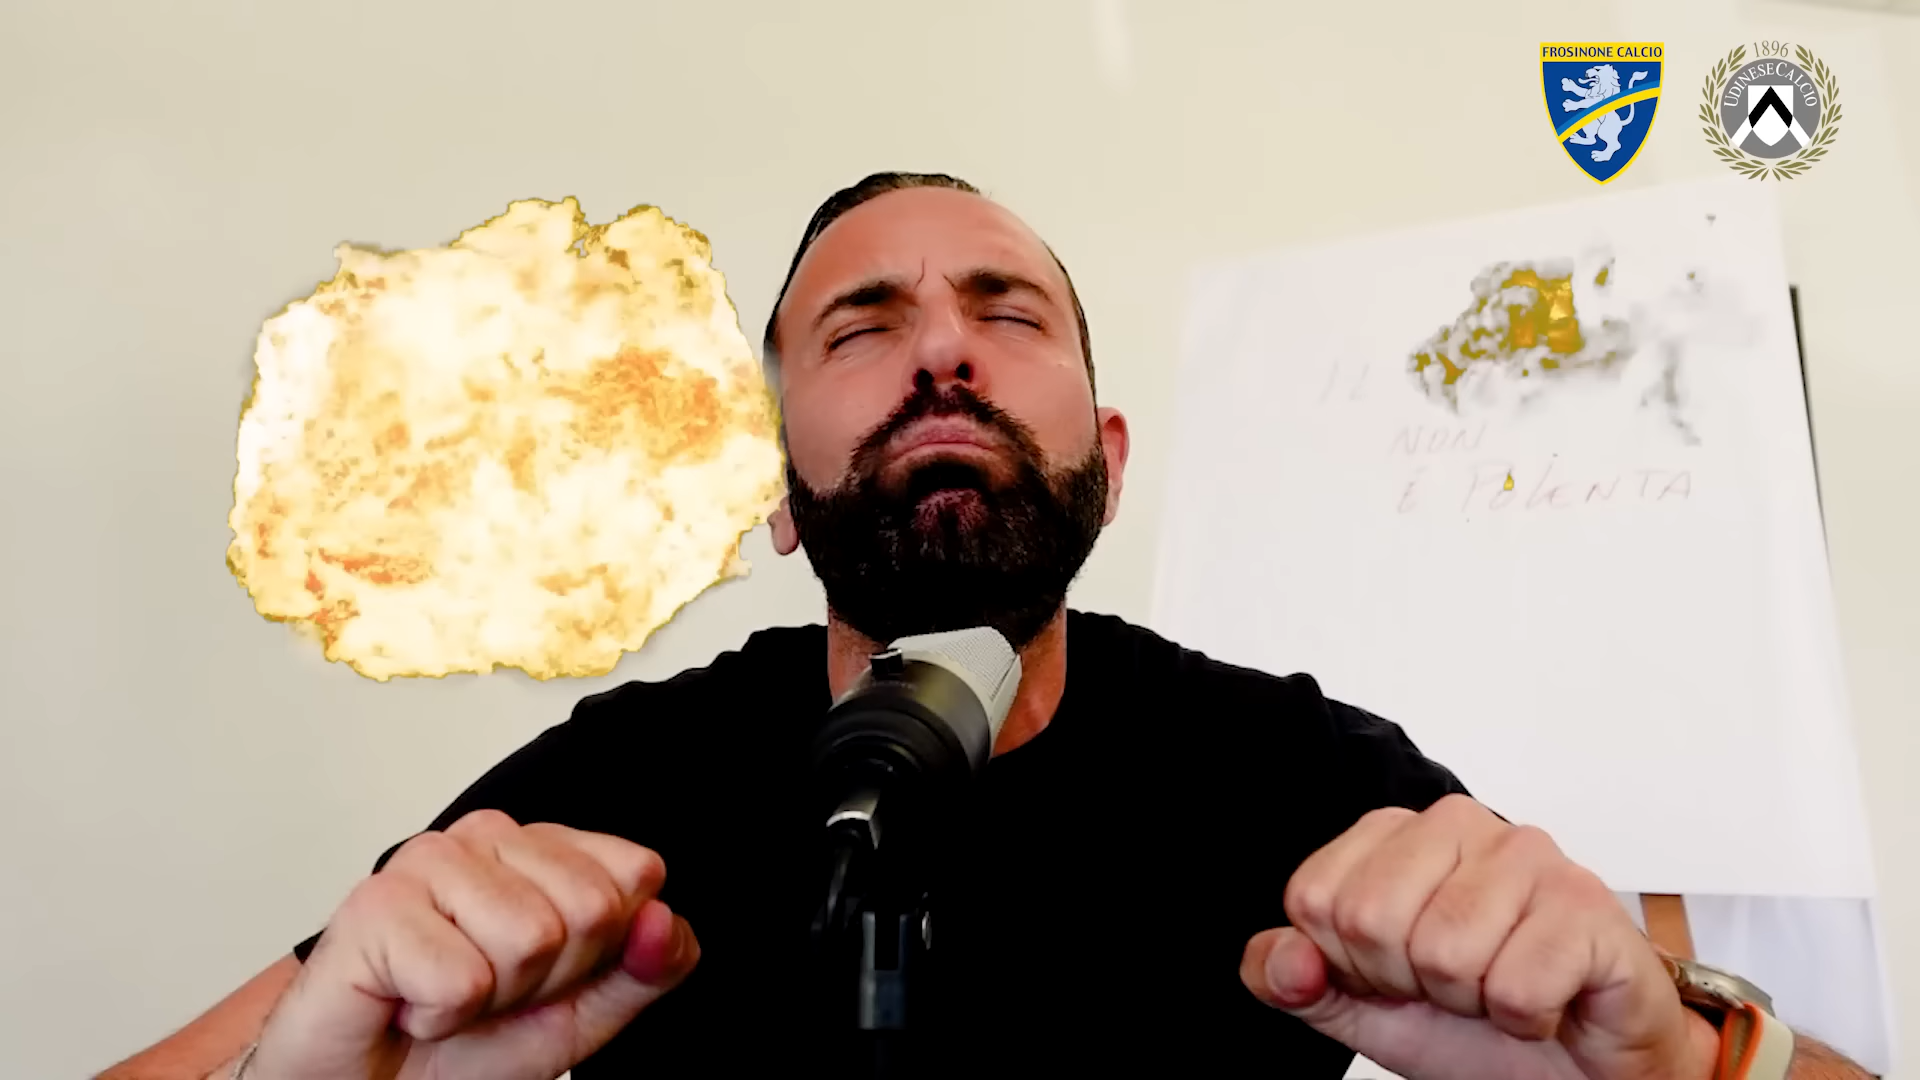 FROSINONE CALCIO
1896
UDINESE CALCIO
NON
È POLENTA